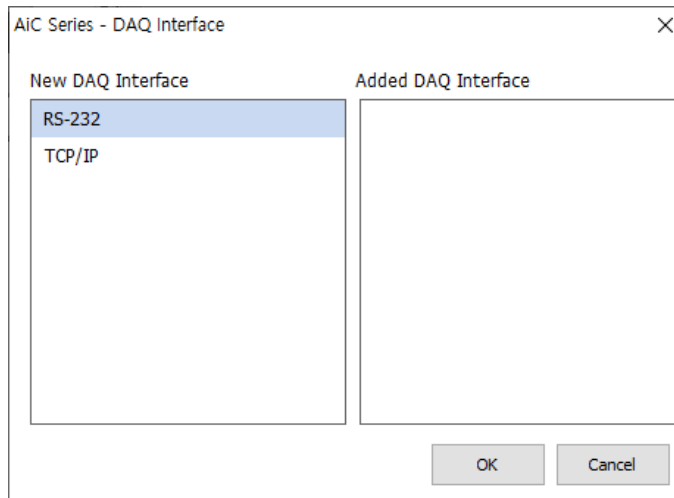 AiC Series - DAQ Interface
New DAQ Interface
Added DAQ Interface
RS-232
TCP/IP
OK
Cancel